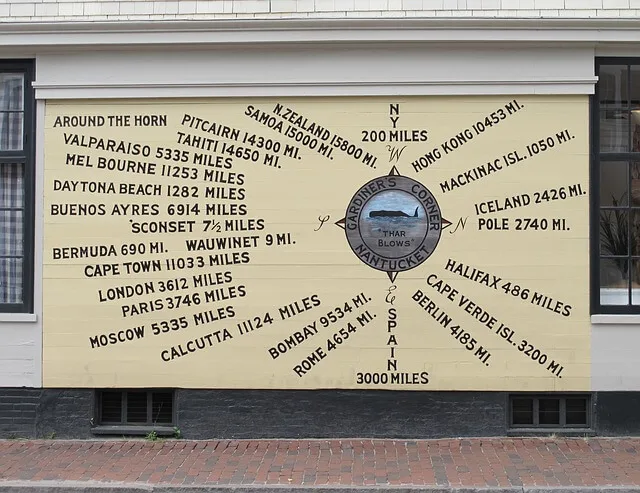 AROUND THE HORN
PITCAIRN 14300 MI.
TAHITI 14650 MI.
SAMOA 15000 MI.
N. ZEALAND 15800 MI.
VALPARAISO 5335 MILES
MEL BOURNE 11253 MILES
DAYTONA BEACH 1282 MILES
BUENOS AYRES 6914 MILES
'SCONSET 7½ MILES
BERMUDA 690 MI. WAUWINET 9 MI.
CAPE TOWN 11033 MILES
LONDON 3612 MILES
PARIS 3746 MILES
MOSCOW 5335 MILES
CALCUTTA 11124 MILES
BOMBAY 9534 MI.
ROME 4654 MI.
NY
200 MILES
W
S
N
E
GARDINER'S CORNER
"THAR
BLOWS"
NANTUCKET
SPAIN
3000 MILES
HONG KONG 10453 MI.
MACKINAC ISL. 1050 MI.
ICELAND 2426 MI.
POLE 2740 MI.
HALIFAX 486 MILES
CAPE VERDE ISL. 3200 MI.
BERLIN 4185 MI.